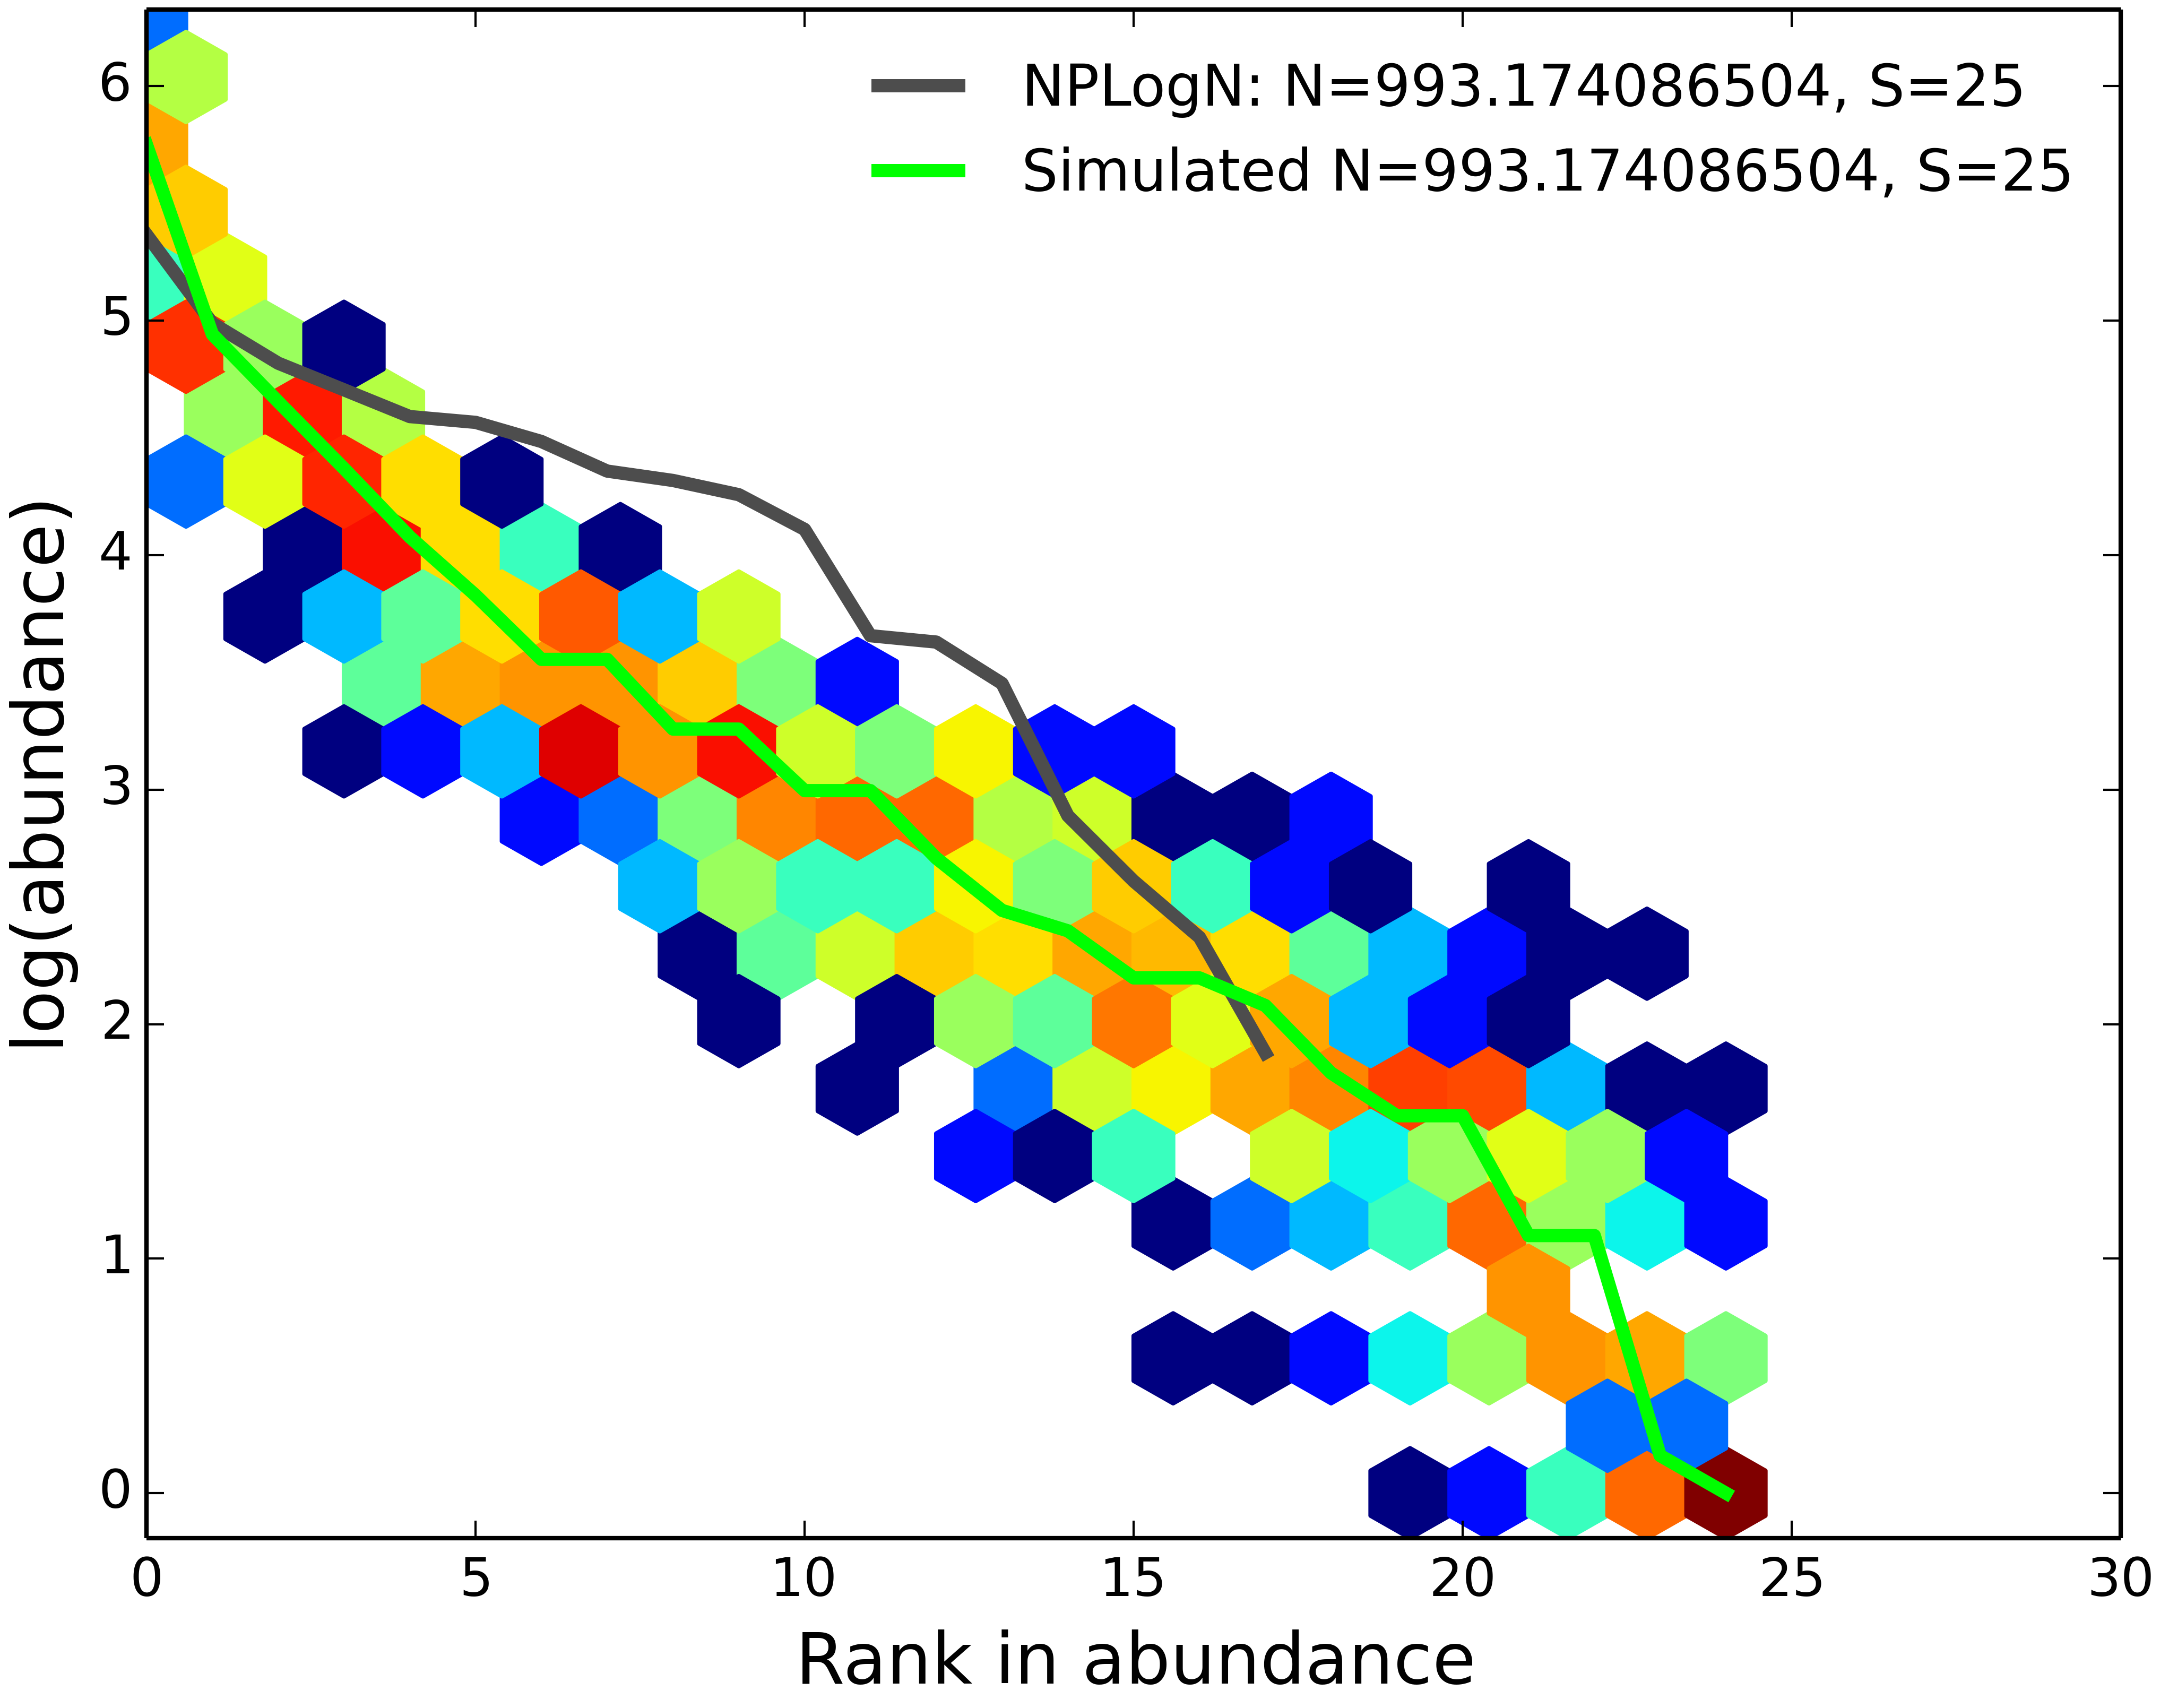 NPLogN: N=993.174086504, S=25
Simulated N=993.174086504, S=25
log(abundance)
6
5
4
3
2
1
0
0 5 10 15 20 25 30
Rank in abundance